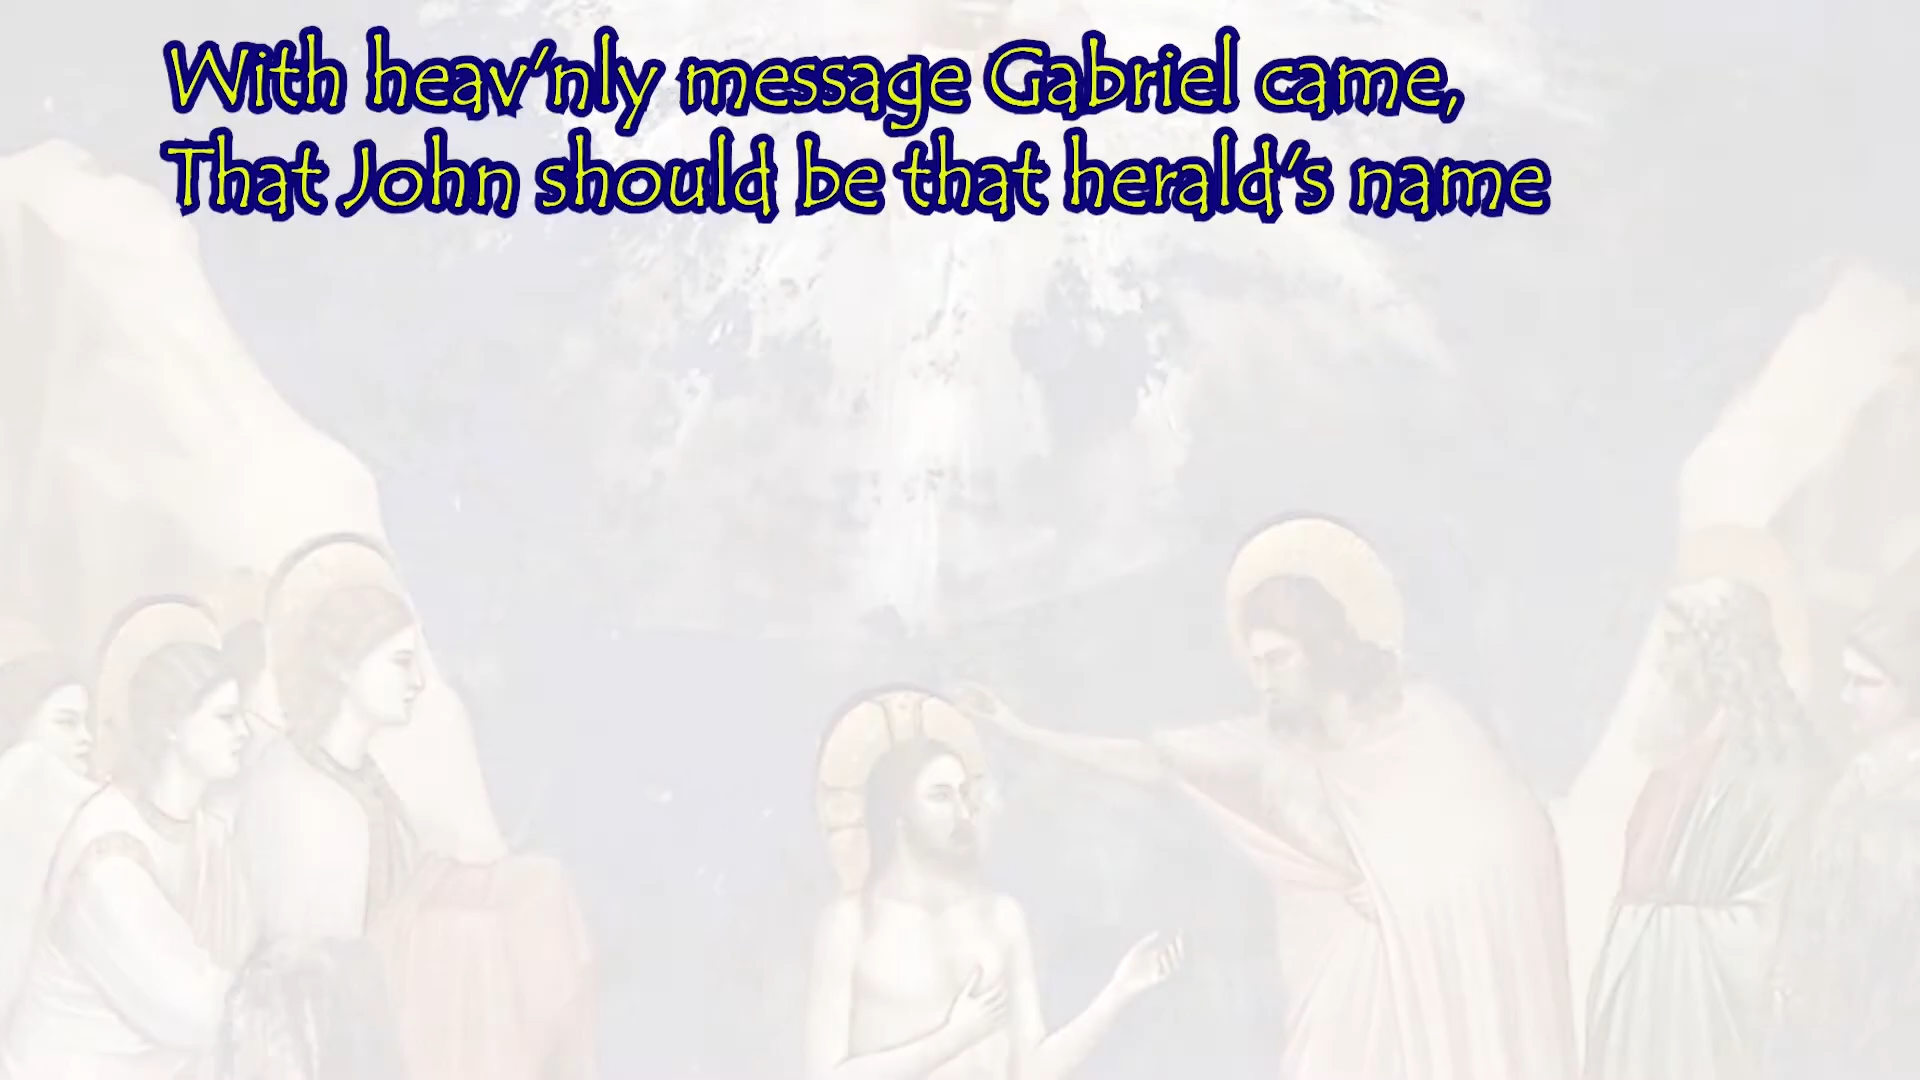 With heav'nly message Gabriel came,
That John should be that herald's name